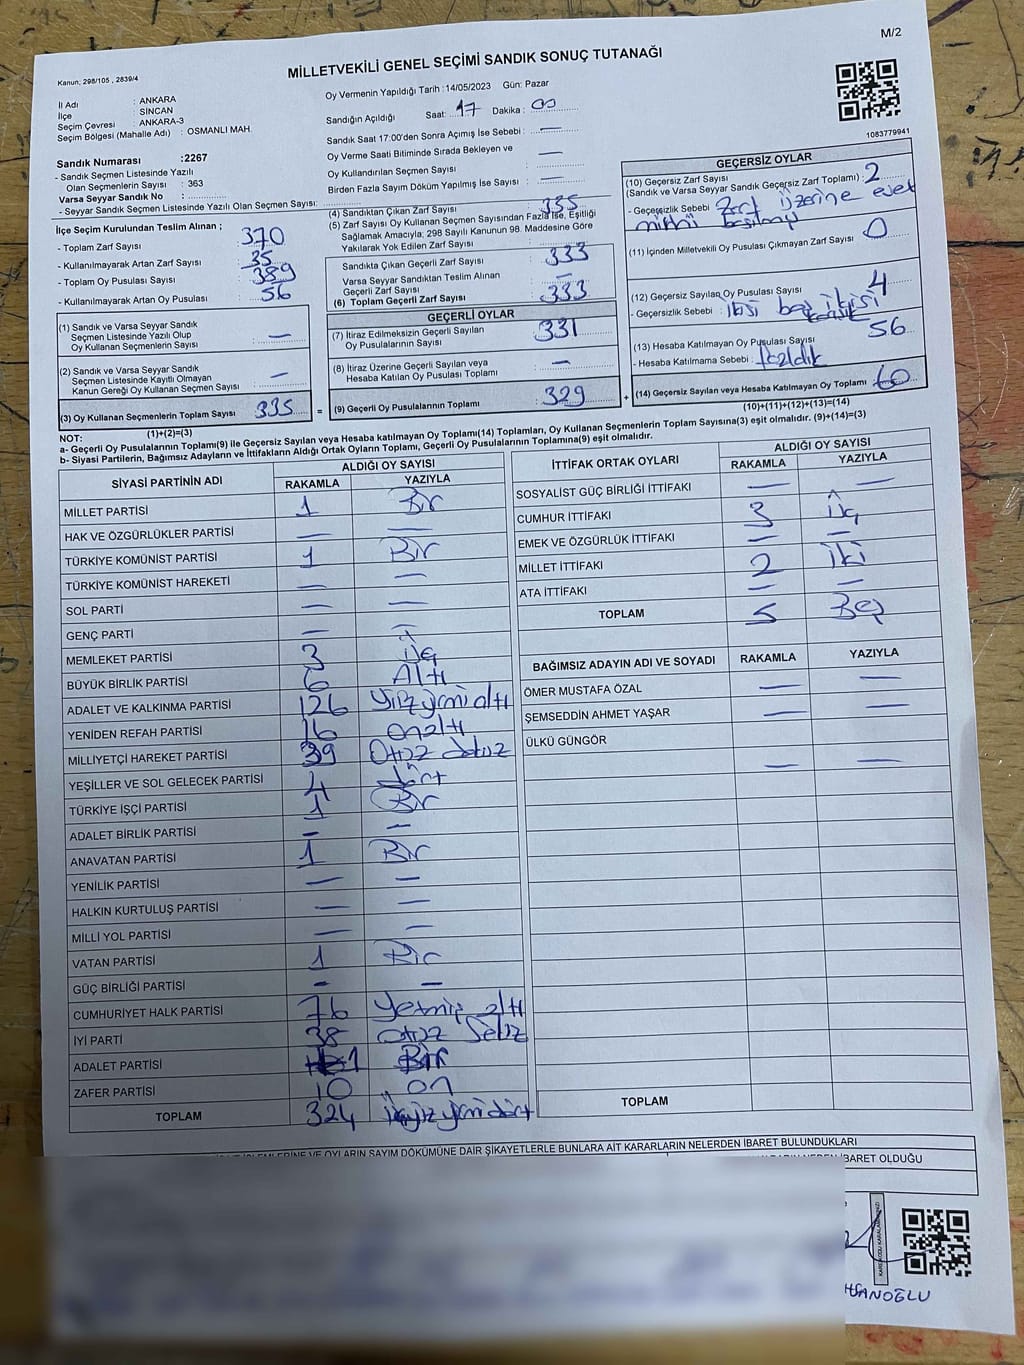 M/2
MİLLETVEKİLİ GENEL SEÇİMİ SANDIK SONUÇ TUTANAĞI
Kanun; 298/105 , 2839/4
İl Adı : ANKARA
İlçe : SİNCAN
Seçim Çevresi : ANKARA-3
Seçim Bölgesi (Mahalle Adı) : OSMANLI MAH.
Oy Vermenin Yapıldığı Tarih : 14/05/2023 Gün: Pazar
Sandığın Açıldığı Saat: 17 Dakika : 00
Sandık Saat 17:00'den Sonra Açımış İse Sebebi : —
Oy Verme Saati Bitiminde Sırada Bekleyen ve
Oy Kullandırılan Seçmen Sayısı : —
Birden Fazla Sayım Döküm Yapılmış İse Sayısı : —
1083779941
Sandık Numarası :2267
- Sandık Seçmen Listesinde Yazılı
Olan Seçmenlerin Sayısı : 363
Varsa Seyyar Sandık No :
- Seyyar Sandık Seçmen Listesinde Yazılı Olan Seçmen Sayısı:
İlçe Seçim Kurulundan Teslim Alınan ;
- Toplam Zarf Sayısı : 370
- Kullanılmayarak Artan Zarf Sayısı : 35
- Toplam Oy Pusulası Sayısı : 389
- Kullanılmayarak Artan Oy Pusulası : 56
(1) Sandık ve Varsa Seyyar Sandık
Seçmen Listesinde Yazılı Olup
Oy Kullanan Seçmenlerin Sayısı : —
(2) Sandık ve Varsa Seyyar Sandık
Seçmen Listesinde Kayıtlı Olmayan
Kanun Gereği Oy Kullanan Seçmen Sayısı : —
(3) Oy Kullanan Seçmenlerin Toplam Sayısı : 335
(1)+(2)=(3)
(4) Sandıktan Çıkan Zarf Sayısı : 335
(5) Zarf Sayısı Oy Kullanan Seçmen Sayısından Fazla İse, Eşitliği
Sağlamak Amacıyla; 298 Sayılı Kanunun 98. Maddesine Göre
Yakılarak Yok Edilen Zarf Sayısı :
Sandıkta Çıkan Geçerli Zarf Sayısı : 333
Varsa Seyyar Sandıktan Teslim Alınan
Geçerli Zarf Sayısı : —
(6) Toplam Geçerli Zarf Sayısı : 333
GEÇERLİ OYLAR
(7) İtiraz Edilmeksizin Geçerli Sayılan
Oy Pusulalarının Sayısı : 331
(8) İtiraz Üzerine Geçerli Sayılan veya
Hesaba Katılan Oy Pusulası Toplamı : —
= (9) Geçerli Oy Pusulalarının Toplamı : 329
GEÇERSİZ OYLAR
(10) Geçersiz Zarf Sayısı
(Sandık ve Varsa Seyyar Sandık Geçersiz Zarf Toplamı) : 2
- Geçersizlik Sebebi : Zarf üzerine evet
mührü basılmış
(11) İçinden Milletvekili Oy Pusulası Çıkmayan Zarf Sayısı : 0
(12) Geçersiz Sayılan Oy Pusulası Sayısı : 4
- Geçersizlik Sebebi : ikisi boş ikisi
(13) Hesaba Katılmayan Oy Pusulası Sayısı : 56
- Hesaba Katılmama Sebebi : fazladır
+ (14) Geçersiz Sayılan veya Hesaba Katılmayan Oy Toplamı : 60
(10)+(11)+(12)+(13)=(14)
NOT:
a- Geçerli Oy Pusulalarının Toplamı(9) ile Geçersiz Sayılan veya Hesaba katılmayan Oy Toplamı(14) Toplamları, Oy Kullanan Seçmenlerin Toplam Sayısına(3) eşit olmalıdır. (9)+(14)=(3)
b- Siyasi Partilerin, Bağımsız Adayların ve İttifakların Aldığı Ortak Oyların Toplamı, Geçerli Oy Pusulalarının Toplamına(9) eşit olmalıdır.
SİYASİ PARTİNİN ADI ALDIĞI OY SAYISI
RAKAMLA YAZIYLA
MİLLET PARTİSİ 1 Bir
HAK VE ÖZGÜRLÜKLER PARTİSİ — —
TÜRKİYE KOMÜNİST PARTİSİ 1 Bir
TÜRKİYE KOMÜNİST HAREKETİ — —
SOL PARTİ — —
GENÇ PARTİ — —
MEMLEKET PARTİSİ 3 üç
BÜYÜK BİRLİK PARTİSİ 6 Altı
ADALET VE KALKINMA PARTİSİ 126 Yüzyirmialtı
YENİDEN REFAH PARTİSİ 16 onaltı
MİLLİYETÇİ HAREKET PARTİSİ 39 Otuz dokuz
YEŞİLLER VE SOL GELECEK PARTİSİ 4 dört
TÜRKİYE İŞÇİ PARTİSİ 1 Bir
ADALET BİRLİK PARTİSİ — —
ANAVATAN PARTİSİ 1 Bir
YENİLİK PARTİSİ — —
HALKIN KURTULUŞ PARTİSİ — —
MİLLİ YOL PARTİSİ — —
VATAN PARTİSİ 1 Bir
GÜÇ BİRLİĞİ PARTİSİ — —
CUMHURİYET HALK PARTİSİ 76 Yetmiş altı
İYİ PARTİ 38 otuz Sekiz
ADALET PARTİSİ 1 Bir
ZAFER PARTİSİ 10 on
TOPLAM 324 üçyüzyirmidört
İTTİFAK ORTAK OYLARI ALDIĞI OY SAYISI
RAKAMLA YAZIYLA
SOSYALİST GÜÇ BİRLİĞİ İTTİFAKI — —
CUMHUR İTTİFAKI 3 üç
EMEK VE ÖZGÜRLÜK İTTİFAKI — —
MİLLET İTTİFAKI 2 iki
ATA İTTİFAKI — —
TOPLAM 5 Beş
BAĞIMSIZ ADAYIN ADI VE SOYADI RAKAMLA YAZIYLA
ÖMER MUSTAFA ÖZAL — —
ŞEMSEDDİN AHMET YAŞAR — —
ÜLKÜ GÜNGÖR — —
TOPLAM
İŞLEMLERİNE VE OYLARIN SAYIM DÖKÜMÜNE DAİR ŞİKAYETLERLE BUNLARA AİT KARARLARIN NELERDEN İBARET BULUNDUKLARI
İBARET OLDUĞU